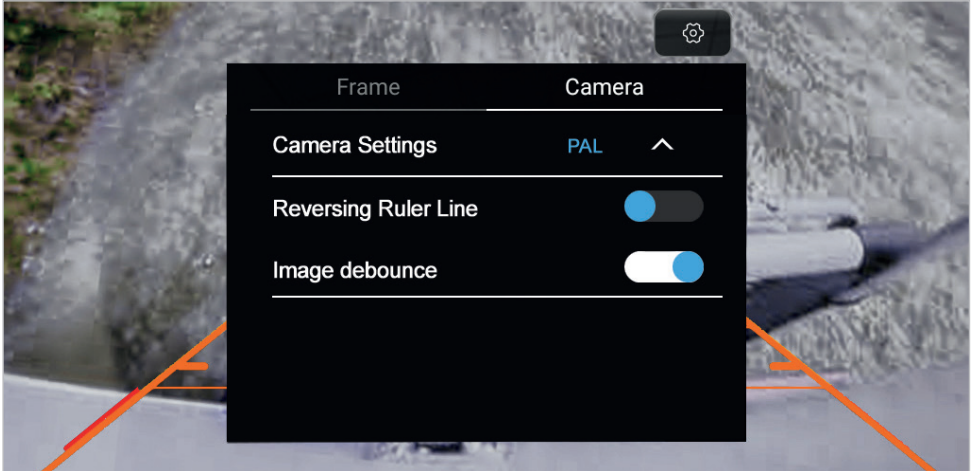 Frame
Camera
Camera Settings PAL
Reversing Ruler Line
Image debounce